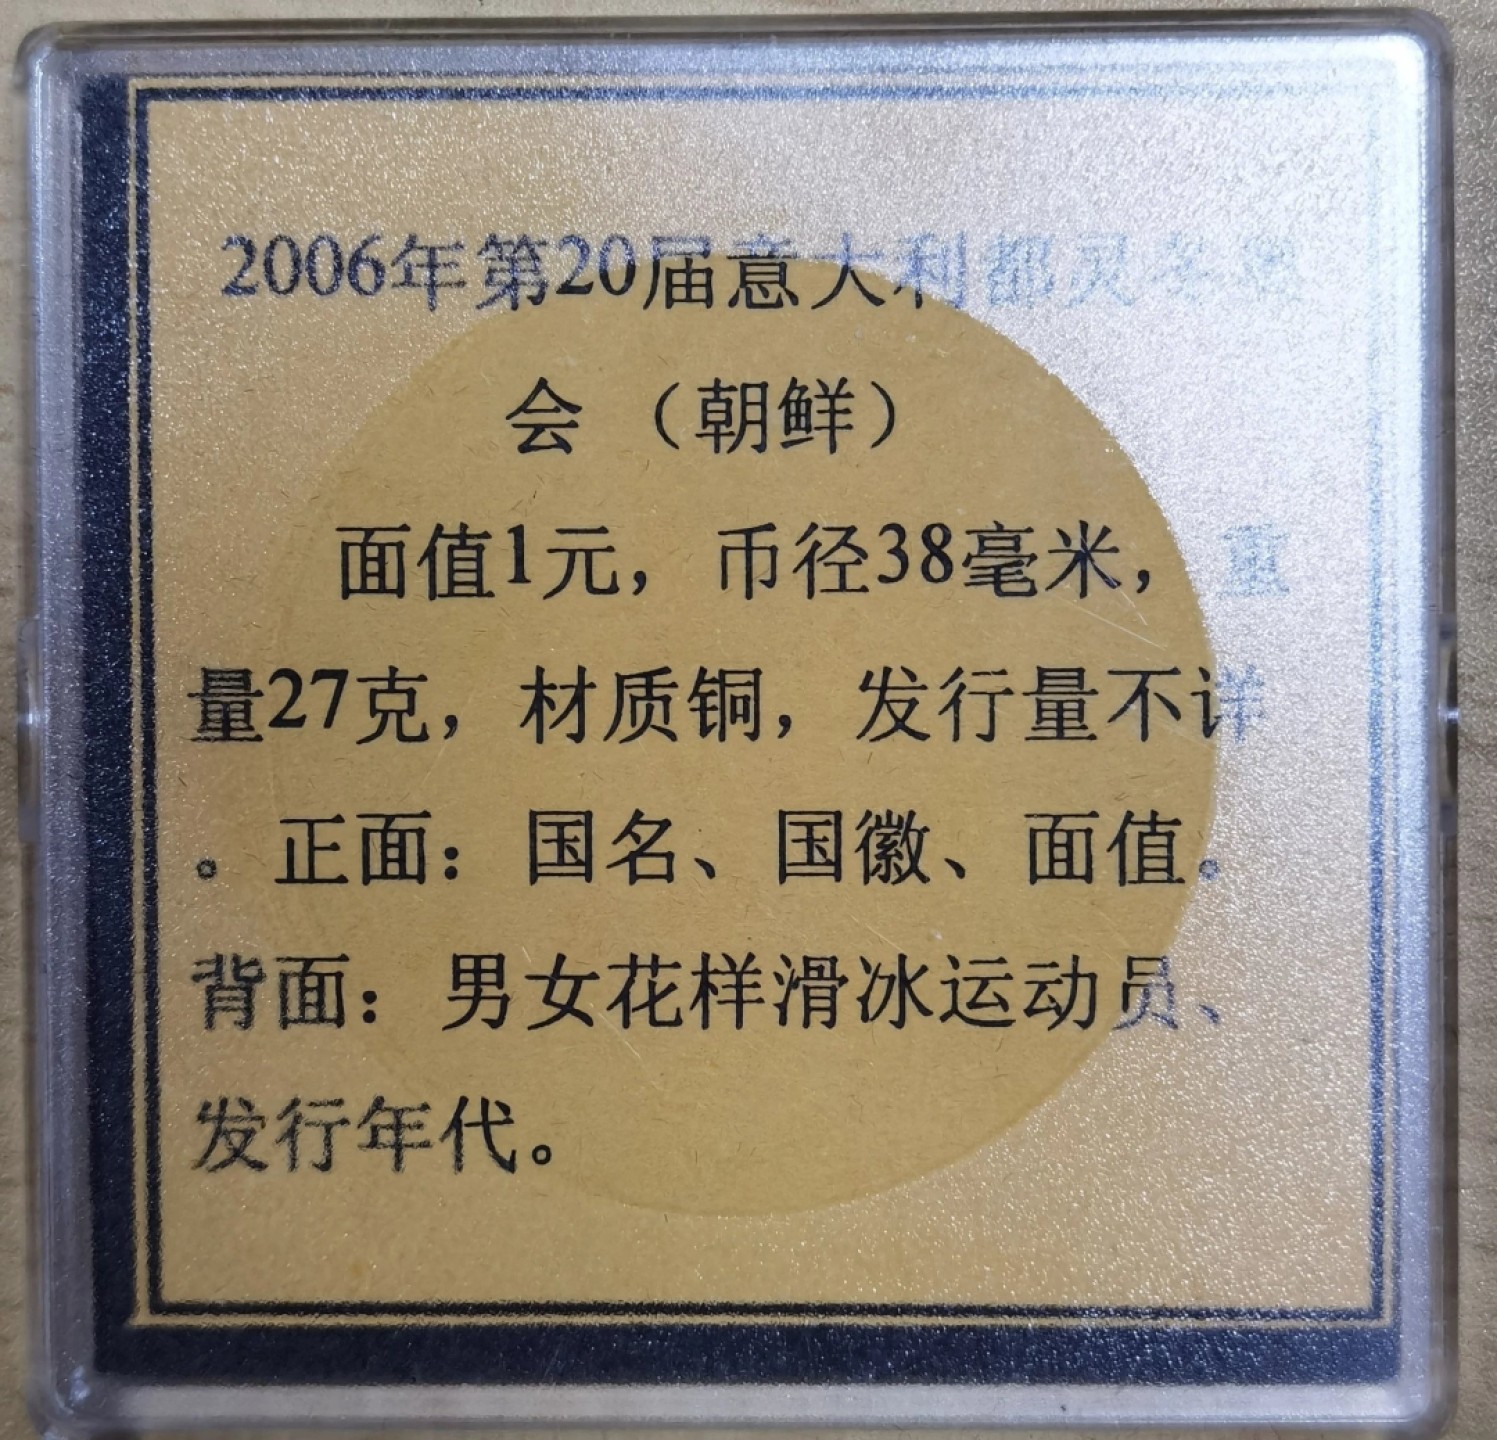 2006年第20届意大利都灵冬奥
会（朝鲜）
面值1元，币径38毫米，重
量27克，材质铜，发行量不详
。正面：国名、国徽、面值。
背面：男女花样滑冰运动员、
发行年代。